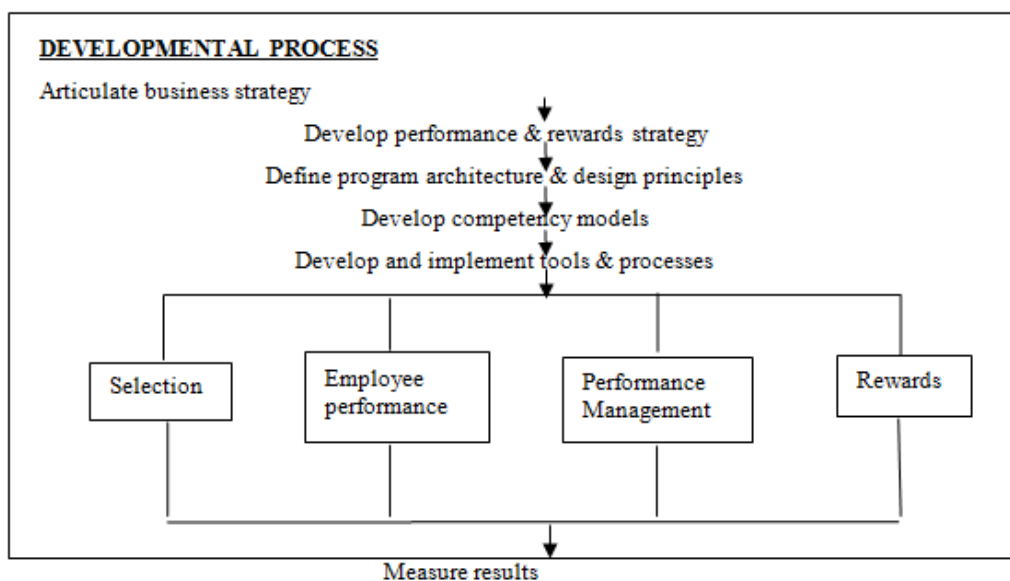 DEVELOPMENTAL PROCESS
Articulate business strategy
Develop performance & rewards strategy
Define program architecture & design principles
Develop competency models
Develop and implement tools & processes
Selection
Employee
performance
Performance
Management
Rewards
Measure results